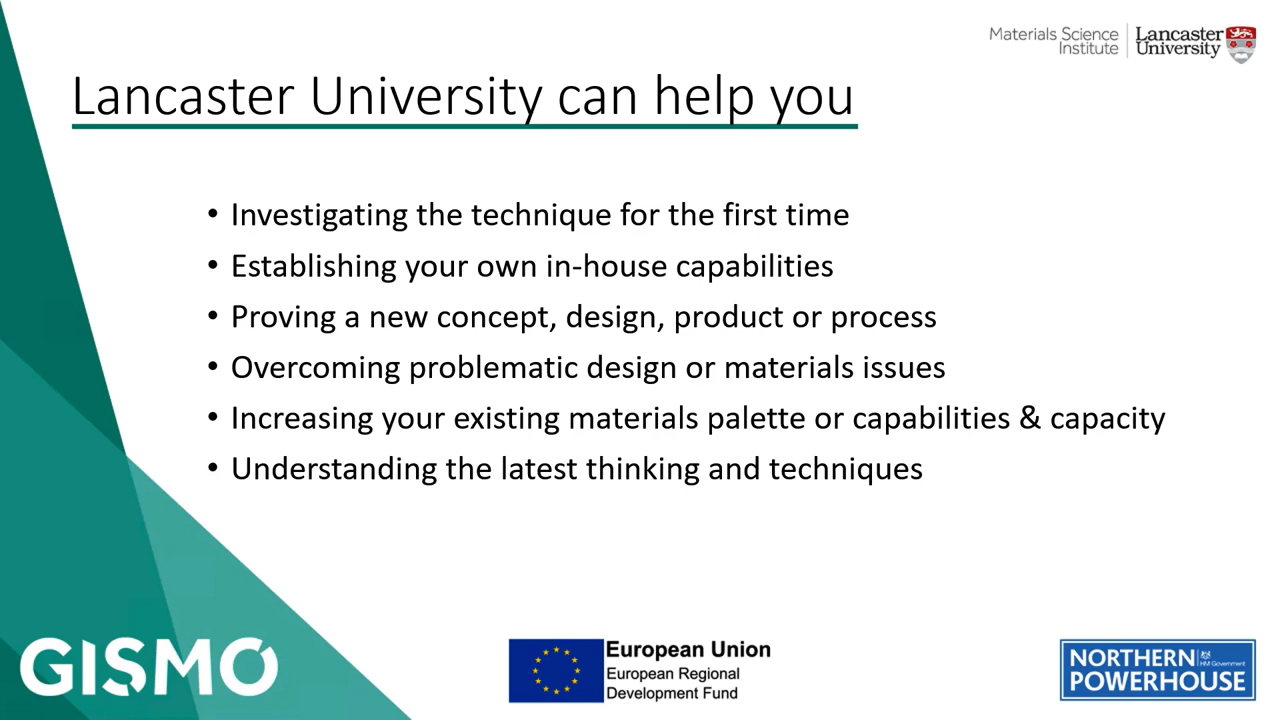 Materials Science
Institute
Lancaster
University
Lancaster University can help you
• Investigating the technique for the first time
• Establishing your own in-house capabilities
• Proving a new concept, design, product or process
• Overcoming problematic design or materials issues
• Increasing your existing materials palette or capabilities & capacity
• Understanding the latest thinking and techniques
GISMO
European Union
European Regional
Development Fund
NORTHERN
HM Government
POWERHOUSE